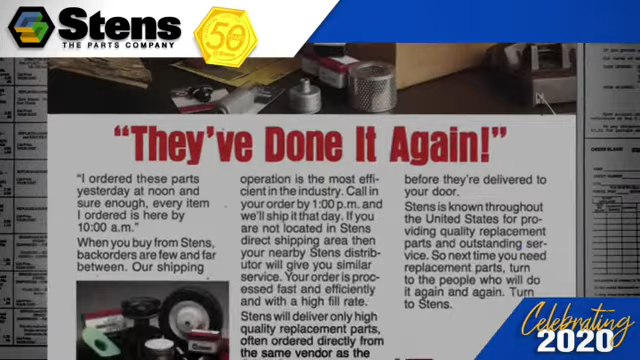 Stens
THE PARTS COMPANY
50
"They've Done It Again!"
"I ordered these parts
yesterday at noon and
sure enough, every item
I ordered is here by
10:00 a.m."
When you buy from Stens,
backorders are few and far
between. Our shipping
operation is the most effi-
cient in the industry. Call in
your order by 1:00 p.m. and
we'll ship it that day. If you
are not located in Stens
direct shipping area then
your nearby Stens distrib-
utor will give you similar
service. Your order is proc-
essed fast and efficiently
and with a high fill rate.
Stens will deliver only high
quality replacement parts,
often ordered directly from
the same vendor as the
before they're delivered to
your door.
Stens is known throughout
the United States for pro-
viding quality replacement
parts and outstanding ser-
vice. So next time you need
replacement parts, turn
to the people who will do
it again and again. Turn
to Stens.
Celebrating
2020